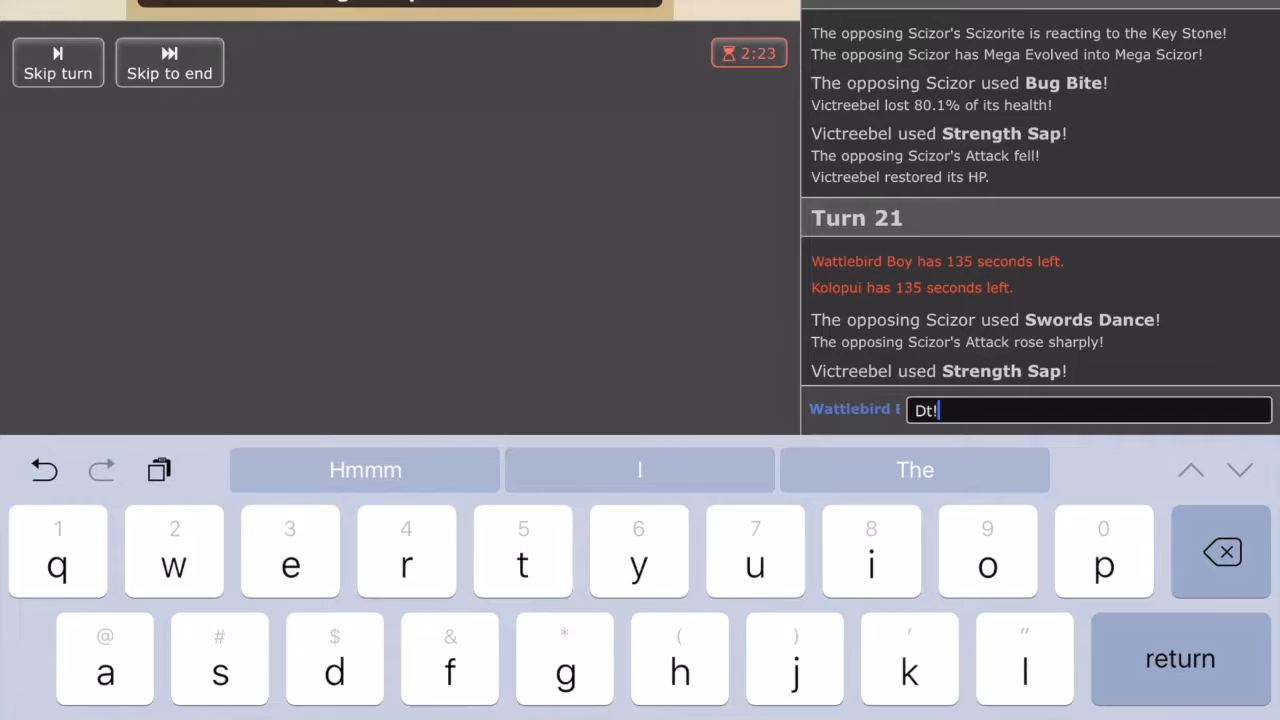 Skip turn
Skip to end
2:23
The opposing Scizor's Scizorite is reacting to the Key Stone!
The opposing Scizor has Mega Evolved into Mega Scizor!
The opposing Scizor used Bug Bite!
Victreebel lost 80.1% of its health!
Victreebel used Strength Sap!
The opposing Scizor's Attack fell!
Victreebel restored its HP.
Turn 21
Wattlebird Boy has 135 seconds left.
Kolopui has 135 seconds left.
The opposing Scizor used Swords Dance!
The opposing Scizor's Attack rose sharply!
Victreebel used Strength Sap!
Wattlebird Dt!
Hmmm I The
1 2 3 4 5 6 7 8 9 0
q w e r t y u i o p
@ # $ & * ( ) ' "
a s d f g h j k l return